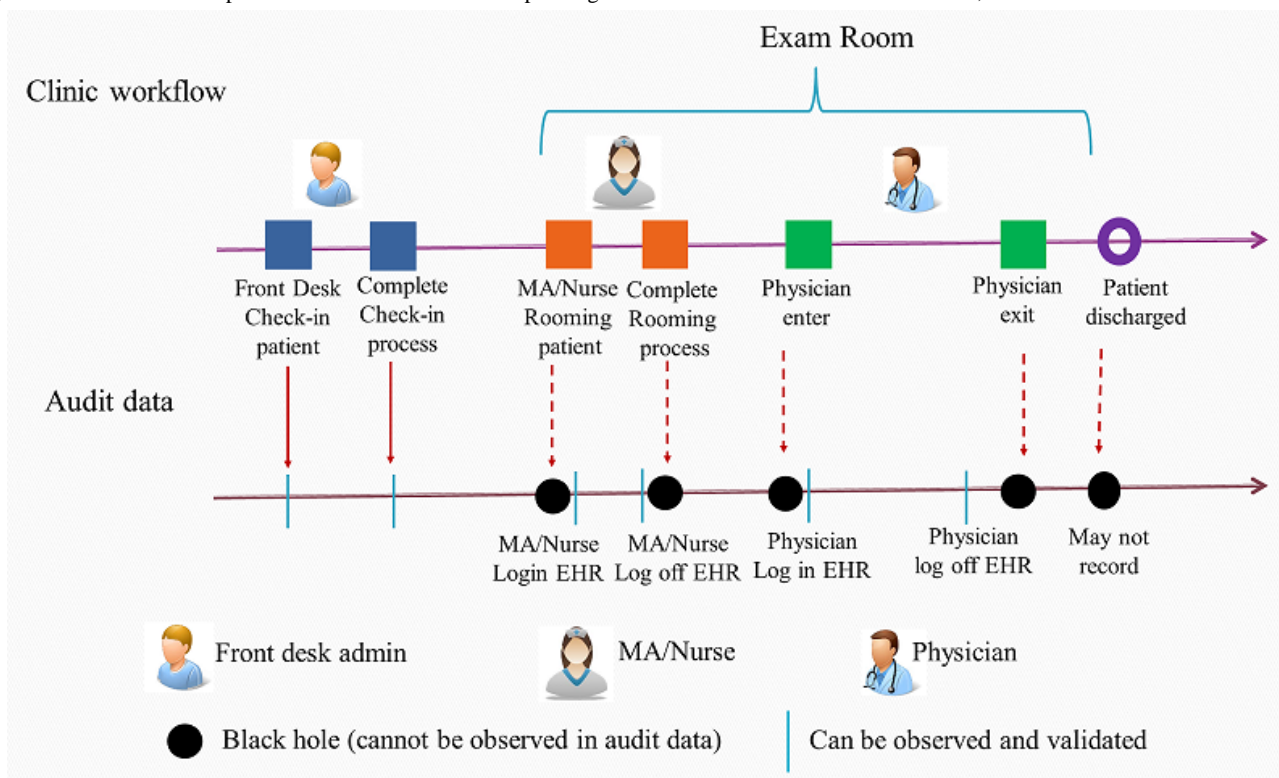 Exam Room
Clinic workflow
Front Desk
Check-in
patient
Complete
Check-in
process
MA/Nurse
Rooming
patient
Complete
Rooming
process
Physician
enter
Physician
exit
Patient
discharged
Audit data
MA/Nurse
Login EHR
MA/Nurse
Log off EHR
Physician
Log in EHR
Physician
log off EHR
May not
record
Front desk admin
MA/Nurse
Physician
Black hole (cannot be observed in audit data)
Can be observed and validated